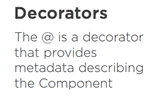 Decorators
The @ is a decorator
that provides
metadata describing
the Component